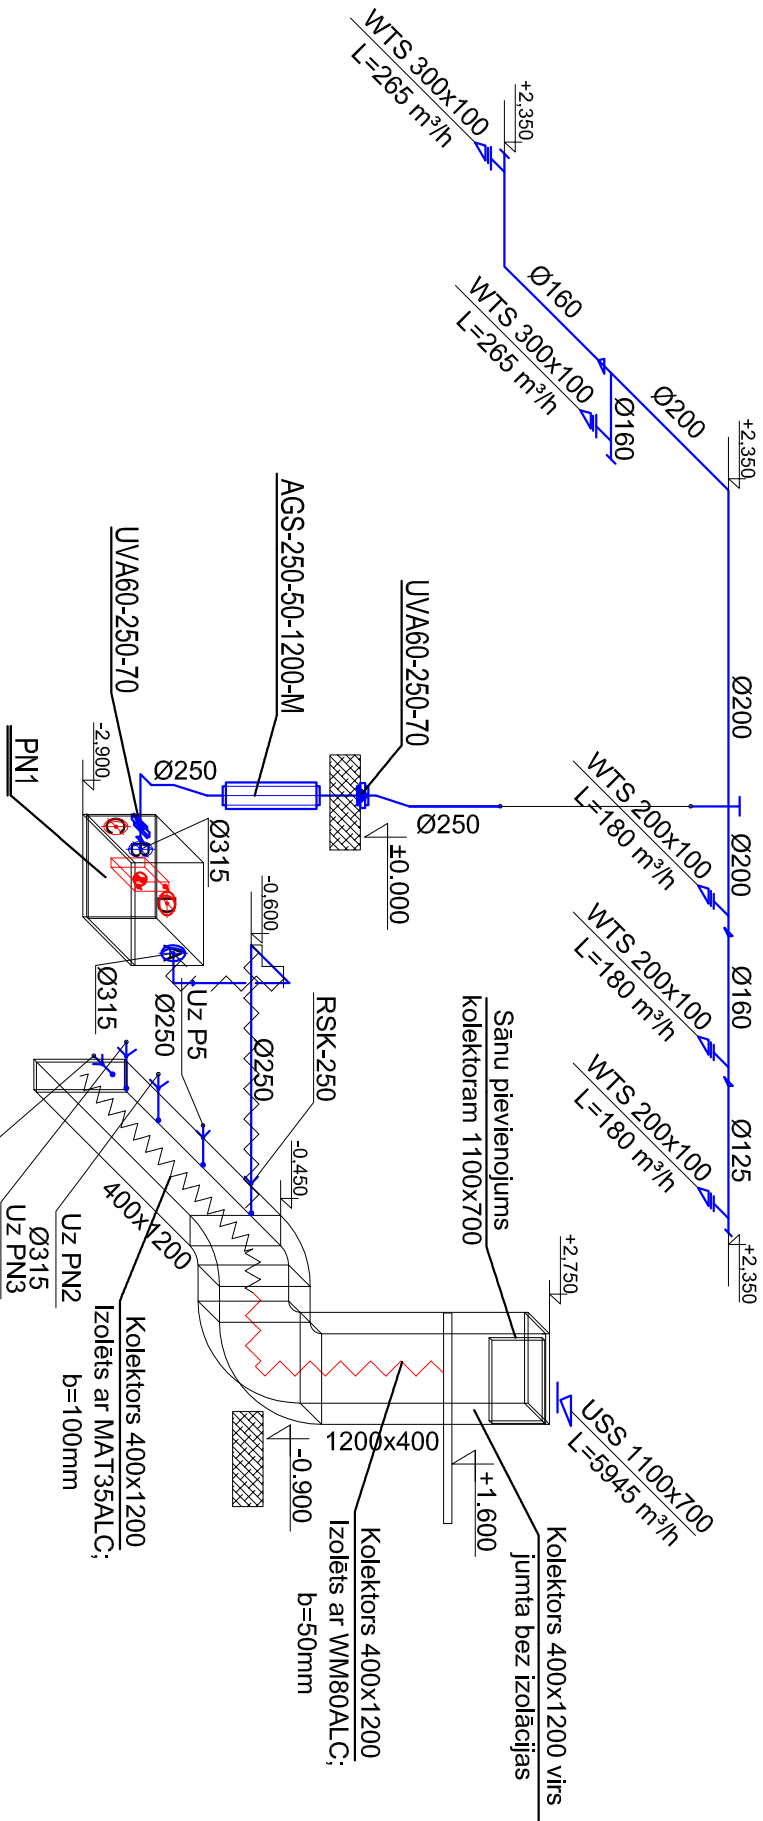 WTS 300x100
L=265 m³/h
+2,350
Ø160
WTS 300x100
L=265 m³/h
Ø160
Ø200
+2,350
Ø200
WTS 200x100
L=180 m³/h
Ø200
WTS 200x100
L=180 m³/h
Ø160
WTS 200x100
L=180 m³/h
Ø125
+2,350
UVA60-250-70
AGS-250-50-1200-M
UVA60-250-70
PN1
-2,900
Ø250
Ø250
±0.000
Ø315
C
B
D
A
Ø315
-0,600
Uz P5
Ø250
Ø250
RSK-250
Sānu pievienojums
kolektoram 1100x700
-0,450
400x1200
Uz PN2
Ø315
Uz PN3
Kolektors 400x1200
Izolēts ar MAT35ALC;
b=100mm
+2,750
USS 1100x700
L=5945 m³/h
1200x400
-0.900
+1.600
Kolektors 400x1200
Izolēts ar WM80ALC;
b=50mm
Kolektors 400x1200 virs
jumta bez izolācijas